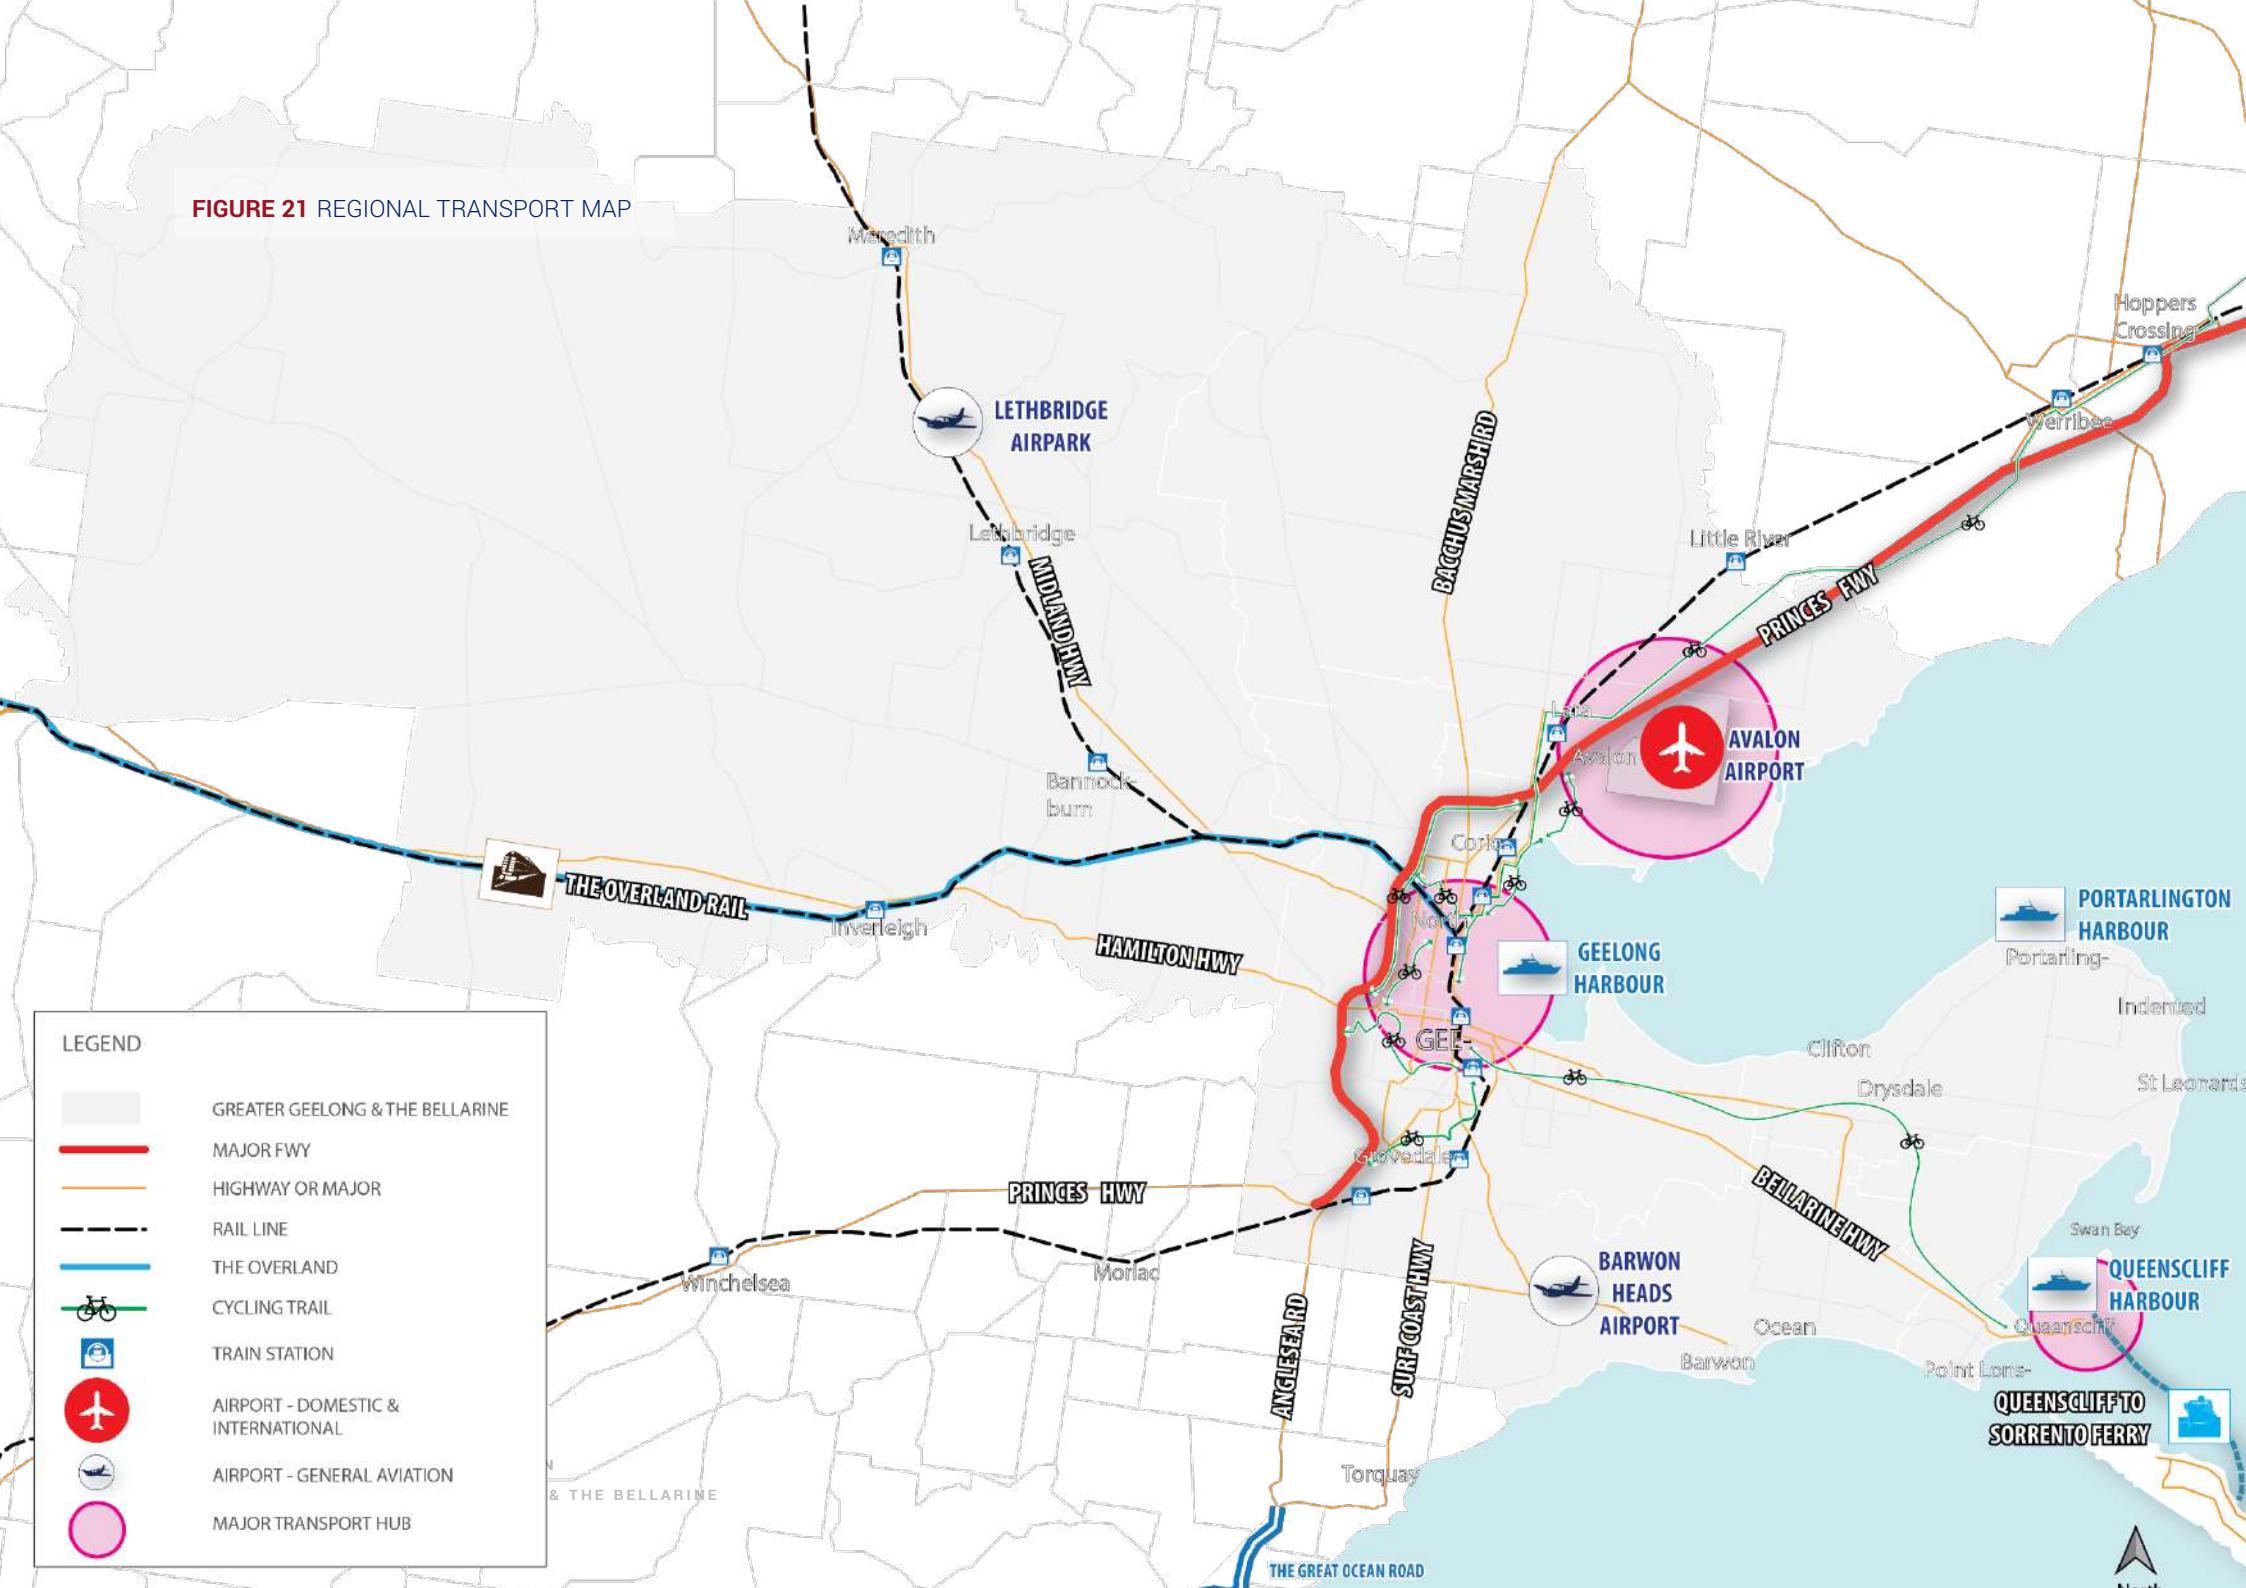 FIGURE 21 REGIONAL TRANSPORT MAP
Meredith
Hoppers
Crossing
LETHBRIDGE
AIRPARK
Werribee
BACCHUS MARSH RD
Lethbridge
Little River
MIDLAND HWY
PRINCES FWY
Lara
Avalon
AVALON
AIRPORT
Bannock-
burn
Corio
THE OVERLAND RAIL
Inverleigh
HAMILTON HWY
North
GEELONG
HARBOUR
PORTARLINGTON
HARBOUR
Portarling-
Indented
GEE-
Clifton
Drysdale
St Leonards
Grovedale
PRINCES HWY
BELLARINE HWY
Swan Bay
Winchelsea
Moriac
BARWON
HEADS
AIRPORT
QUEENSCLIFF
HARBOUR
Queenscliff
ANGLESEA RD
SURF COAST HWY
Ocean
Barwon
Point Lons-
QUEENSCLIFF TO
SORRENTO FERRY
Torquay
THE GREAT OCEAN ROAD
North
LEGEND
GREATER GEELONG & THE BELLARINE
MAJOR FWY
HIGHWAY OR MAJOR
RAIL LINE
THE OVERLAND
CYCLING TRAIL
TRAIN STATION
AIRPORT - DOMESTIC &
INTERNATIONAL
AIRPORT - GENERAL AVIATION
MAJOR TRANSPORT HUB
N
& THE BELLARINE